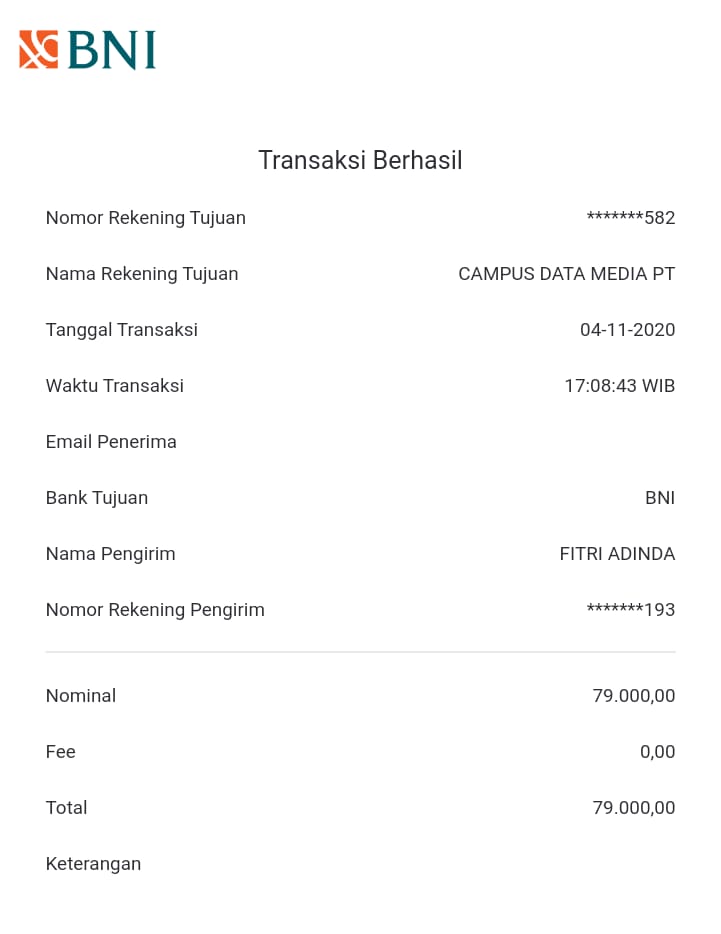 BNI
Transaksi Berhasil
Nomor Rekening Tujuan *******582
Nama Rekening Tujuan CAMPUS DATA MEDIA PT
Tanggal Transaksi 04-11-2020
Waktu Transaksi 17:08:43 WIB
Email Penerima
Bank Tujuan BNI
Nama Pengirim FITRI ADINDA
Nomor Rekening Pengirim *******193
Nominal 79.000,00
Fee 0,00
Total 79.000,00
Keterangan